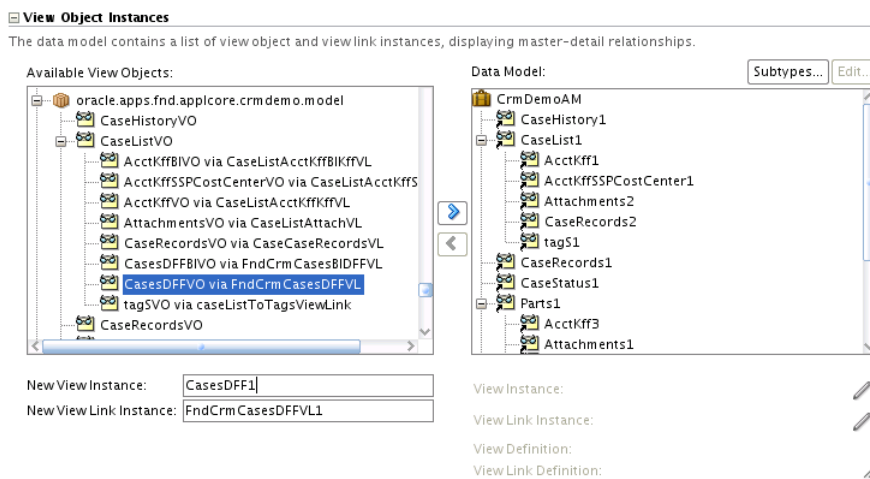 View Object Instances
The data model contains a list of view object and view link instances, displaying master-detail relationships.
Available View Objects:
oracle.apps.fnd.applcore.crmdemo.model
CaseHistoryVO
CaseListVO
AcctKffBIVO via CaseListAcctKffBIKffVL
AcctKffSSPCostCenterVO via CaseListAcctKffS
AcctKffVO via CaseListAcctKffKffVL
AttachmentsVO via CaseListAttachVL
CaseRecordsVO via CaseCaseRecordsVL
CasesDFFBIVO via FndCrmCasesBIDFFVL
CasesDFFVO via FndCrmCasesDFFVL
tagSVO via caseListToTagsViewLink
CaseRecordsVO
New View Instance: CasesDFF1
New View Link Instance: FndCrmCasesDFFVL1
Data Model:
Subtypes... Edit..
CrmDemoAM
CaseHistory1
CaseList1
AcctKff1
AcctKffSSPCostCenter1
Attachments2
CaseRecords2
tagS1
CaseRecords1
CaseStatus1
Parts1
AcctKff3
Attachments1
View Instance:
View Link Instance:
View Definition:
View Link Definition: